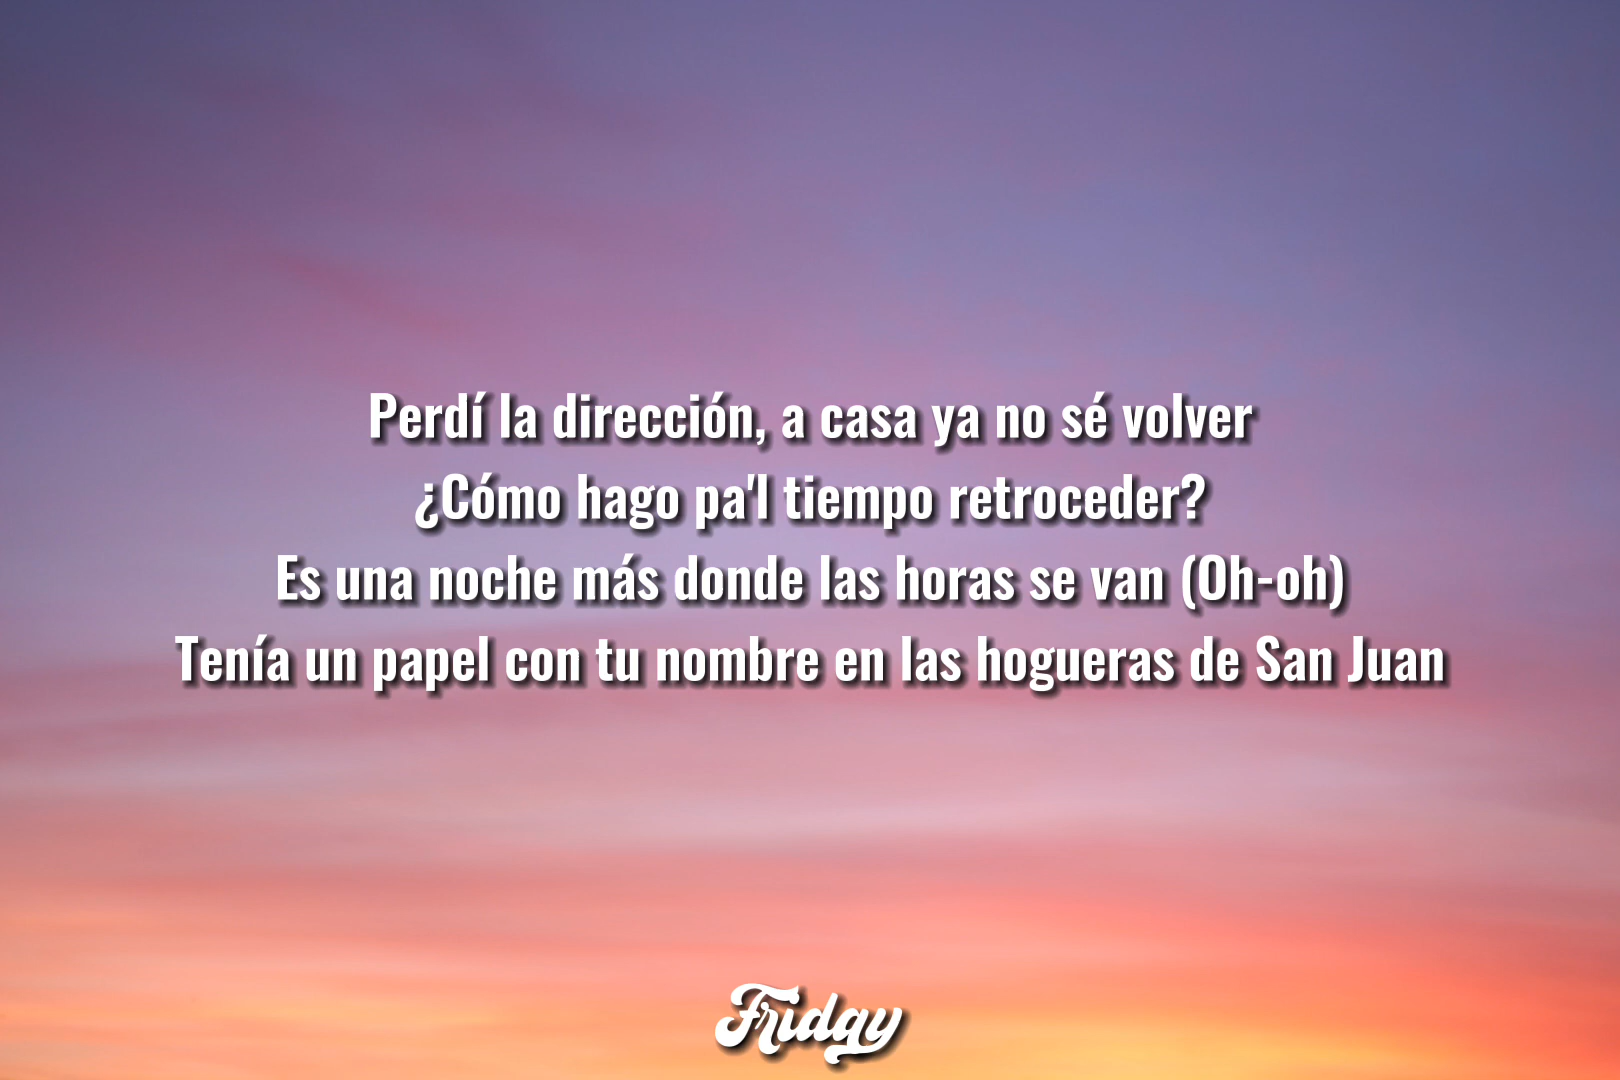 Perdí la dirección, a casa ya no sé volver
¿Cómo hago pa'l tiempo retroceder?
Es una noche más donde las horas se van (Oh-oh)
Tenía un papel con tu nombre en las hogueras de San Juan
Friday